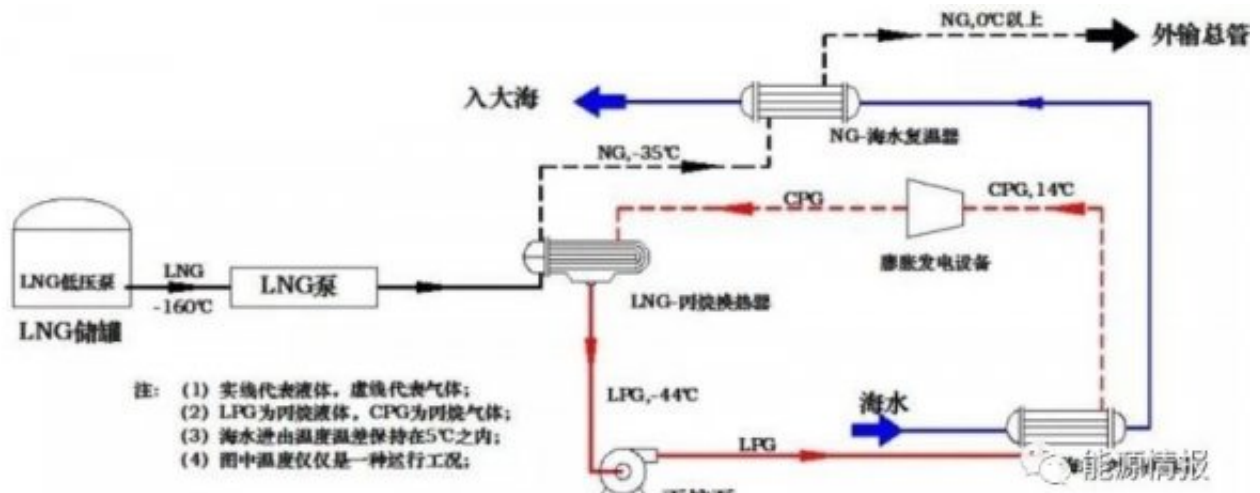 NG,0℃以上
外输总管
入大海
NG-海水复温器
NG,-35℃
CPG
CPG,14℃
膨胀发电设备
LNG低压泵
LNG
-160℃
LNG泵
LNG储罐
LNG-丙烷换热器
注: (1) 实线代表液体，虚线代表气体;
(2) LPG为丙烷液体，CPG为丙烷气体;
(3) 海水进出温度温差保持在5℃之内;
(4) 图中温度仅仅是一种运行工况;
LPG,-44℃
海水
LPG
能源情报